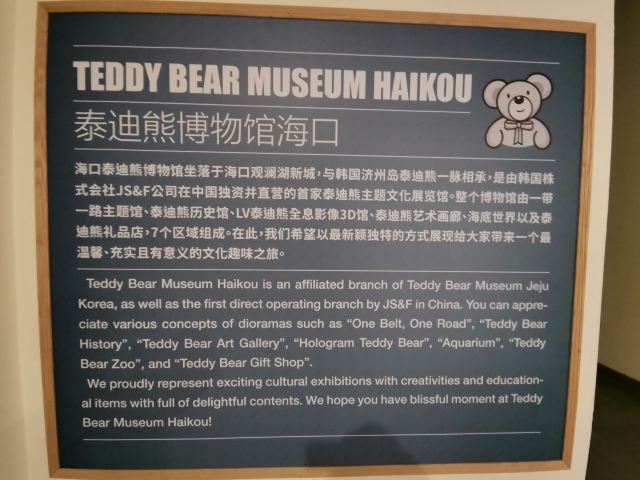 TEDDY BEAR MUSEUM HAIKOU
泰迪熊博物馆海口
海口泰迪熊博物馆坐落于海口观澜湖新城，与韩国济州岛泰迪熊一脉相承，是由韩国株
式会社JS&F公司在中国独资并直营的首家泰迪熊主题文化展览馆。整个博物馆由一带
一路主题馆、泰迪熊历史馆、LV泰迪熊全息影像3D馆、泰迪熊艺术画廊、海底世界以及泰
迪熊礼品店，7个区域组成。在此，我们希望以最新颖独特的方式展现给大家带来一个最
温馨、充实且有意义的文化趣味之旅。
Teddy Bear Museum Haikou is an affiliated branch of Teddy Bear Museum Jeju
Korea, as well as the first direct operating branch by JS&F in China. You can appre-
ciate various concepts of dioramas such as “One Belt, One Road”, “Teddy Bear
History”, “Teddy Bear Art Gallery”, “Hologram Teddy Bear”, “Aquarium”, “Teddy
Bear Zoo”, and “Teddy Bear Gift Shop”.
We proudly represent exciting cultural exhibitions with creativities and education-
al items with full of delightful contents. We hope you have blissful moment at Teddy
Bear Museum Haikou!